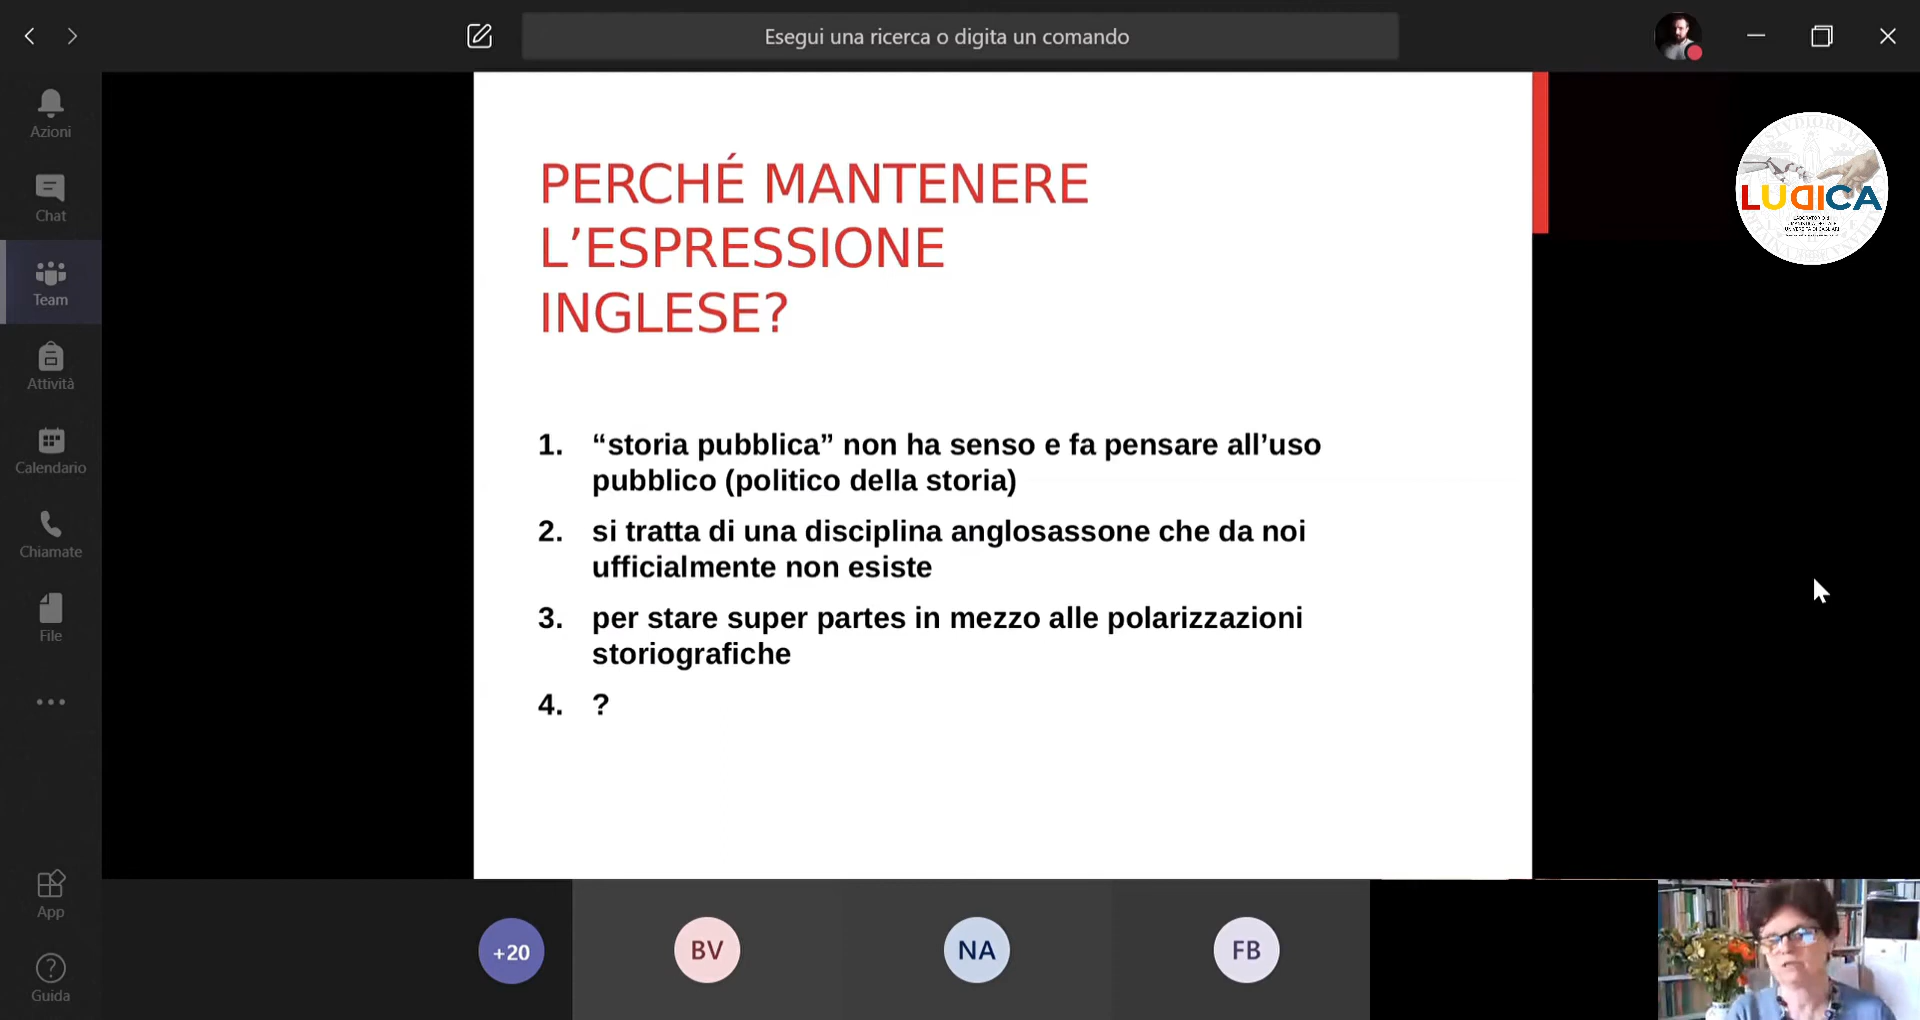 Esegui una ricerca o digita un comando
Azioni
Chat
Team
Attività
Calendario
Chiamate
File
App
Guida
PERCHÉ MANTENERE
L’ESPRESSIONE
INGLESE?
1. “storia pubblica” non ha senso e fa pensare all’uso
pubblico (politico della storia)
2. si tratta di una disciplina anglosassone che da noi
ufficialmente non esiste
3. per stare super partes in mezzo alle polarizzazioni
storiografiche
4. ?
LUDICA
UNIVERSITÀ DI CAGLIARI
+20
BV
NA
FB